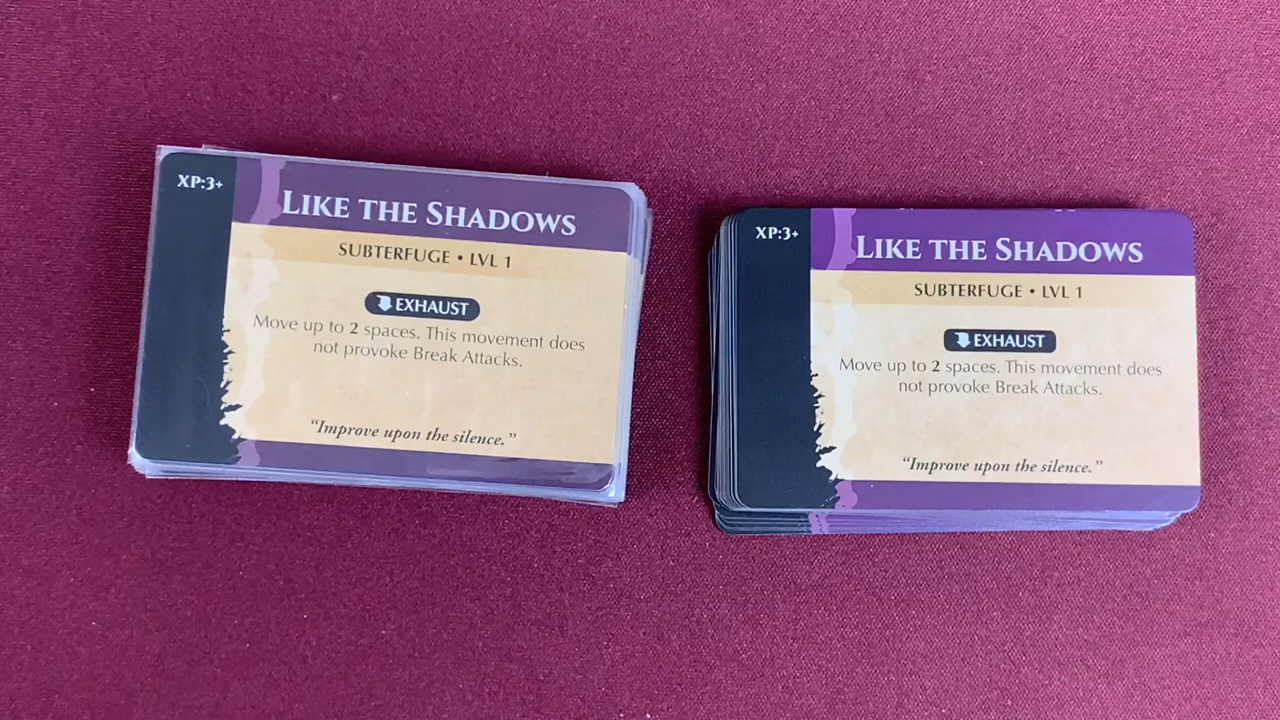 XP:3+
LIKE THE SHADOWS
SUBTERFUGE • LVL 1
EXHAUST
Move up to 2 spaces. This movement does
not provoke Break Attacks.
“Improve upon the silence.”
XP:3+
LIKE THE SHADOWS
SUBTERFUGE • LVL 1
EXHAUST
Move up to 2 spaces. This movement does
not provoke Break Attacks.
“Improve upon the silence.”